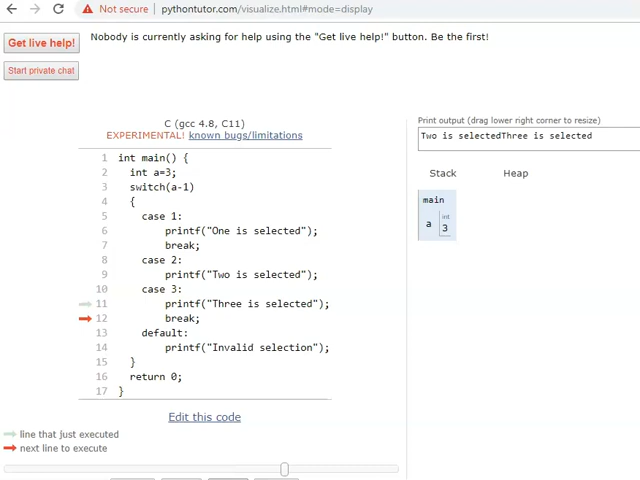 Not secure | pythontutor.com/visualize.html#mode=display
Get live help!
Nobody is currently asking for help using the "Get live help!" button. Be the first!
Start private chat
C (gcc 4.8, C11)
EXPERIMENTAL! known bugs/limitations
1 int main() {
2 int a=3;
3 switch(a-1)
4 {
5 case 1:
6 printf("One is selected");
7 break;
8 case 2:
9 printf("Two is selected");
10 case 3:
11 printf("Three is selected");
12 break;
13 default:
14 printf("Invalid selection");
15 }
16 return 0;
17 }
Edit this code
line that just executed
next line to execute
Print output (drag lower right corner to resize)
Two is selectedThree is selected
Stack Heap
main
int
a 3